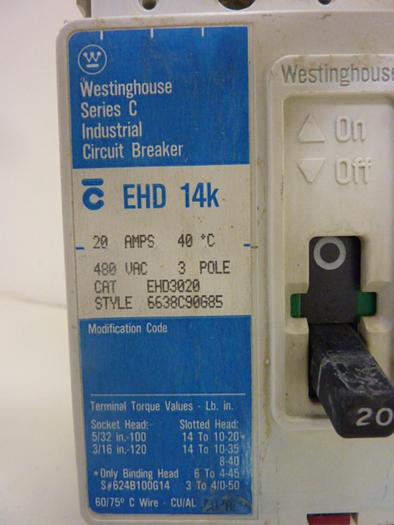 W
Westinghouse
Series C
Industrial
Circuit Breaker
C EHD 14k
20 AMPS 40 °C
480 VAC 3 POLE
CAT EHD3020
STYLE 6638C90G85
Modification Code
Terminal Torque Values - Lb. in.
Socket Head: Slotted Head:
5/32 in.-100 14 To 10-20*
3/16 in.-120 14 To 10-35
8-40
*Only Binding Head 6 To 4-45
S#624B100G14 3 To 4/0-50
60/75° C Wire - CU/AL
Westinghouse
On
Off
O
20